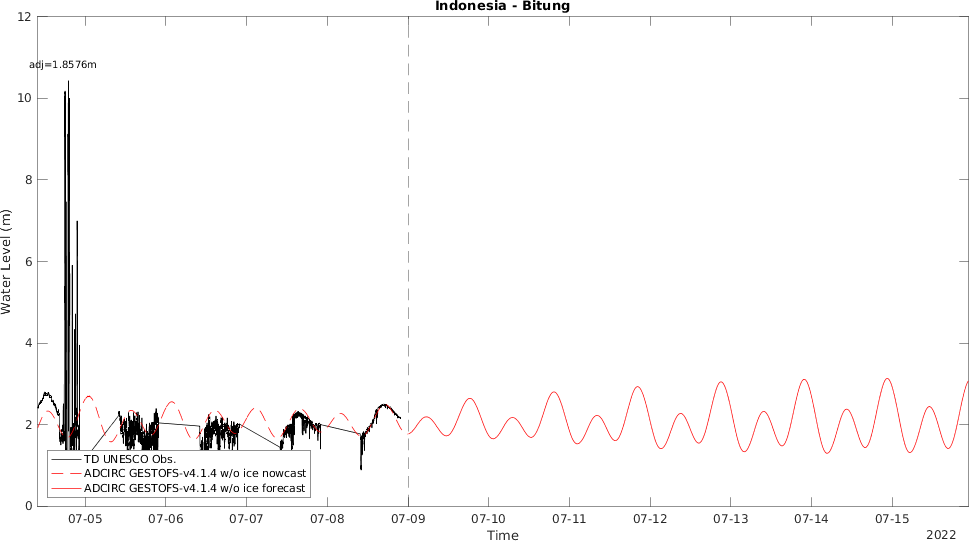 Indonesia - Bitung
12
10
8
6
4
2
0
Water Level (m)
adj=1.8576m
TD UNESCO Obs.
ADCIRC GESTOFS-v4.1.4 w/o ice nowcast
ADCIRC GESTOFS-v4.1.4 w/o ice forecast
07-05 07-06 07-07 07-08 07-09 07-10 07-11 07-12 07-13 07-14 07-15
Time
2022